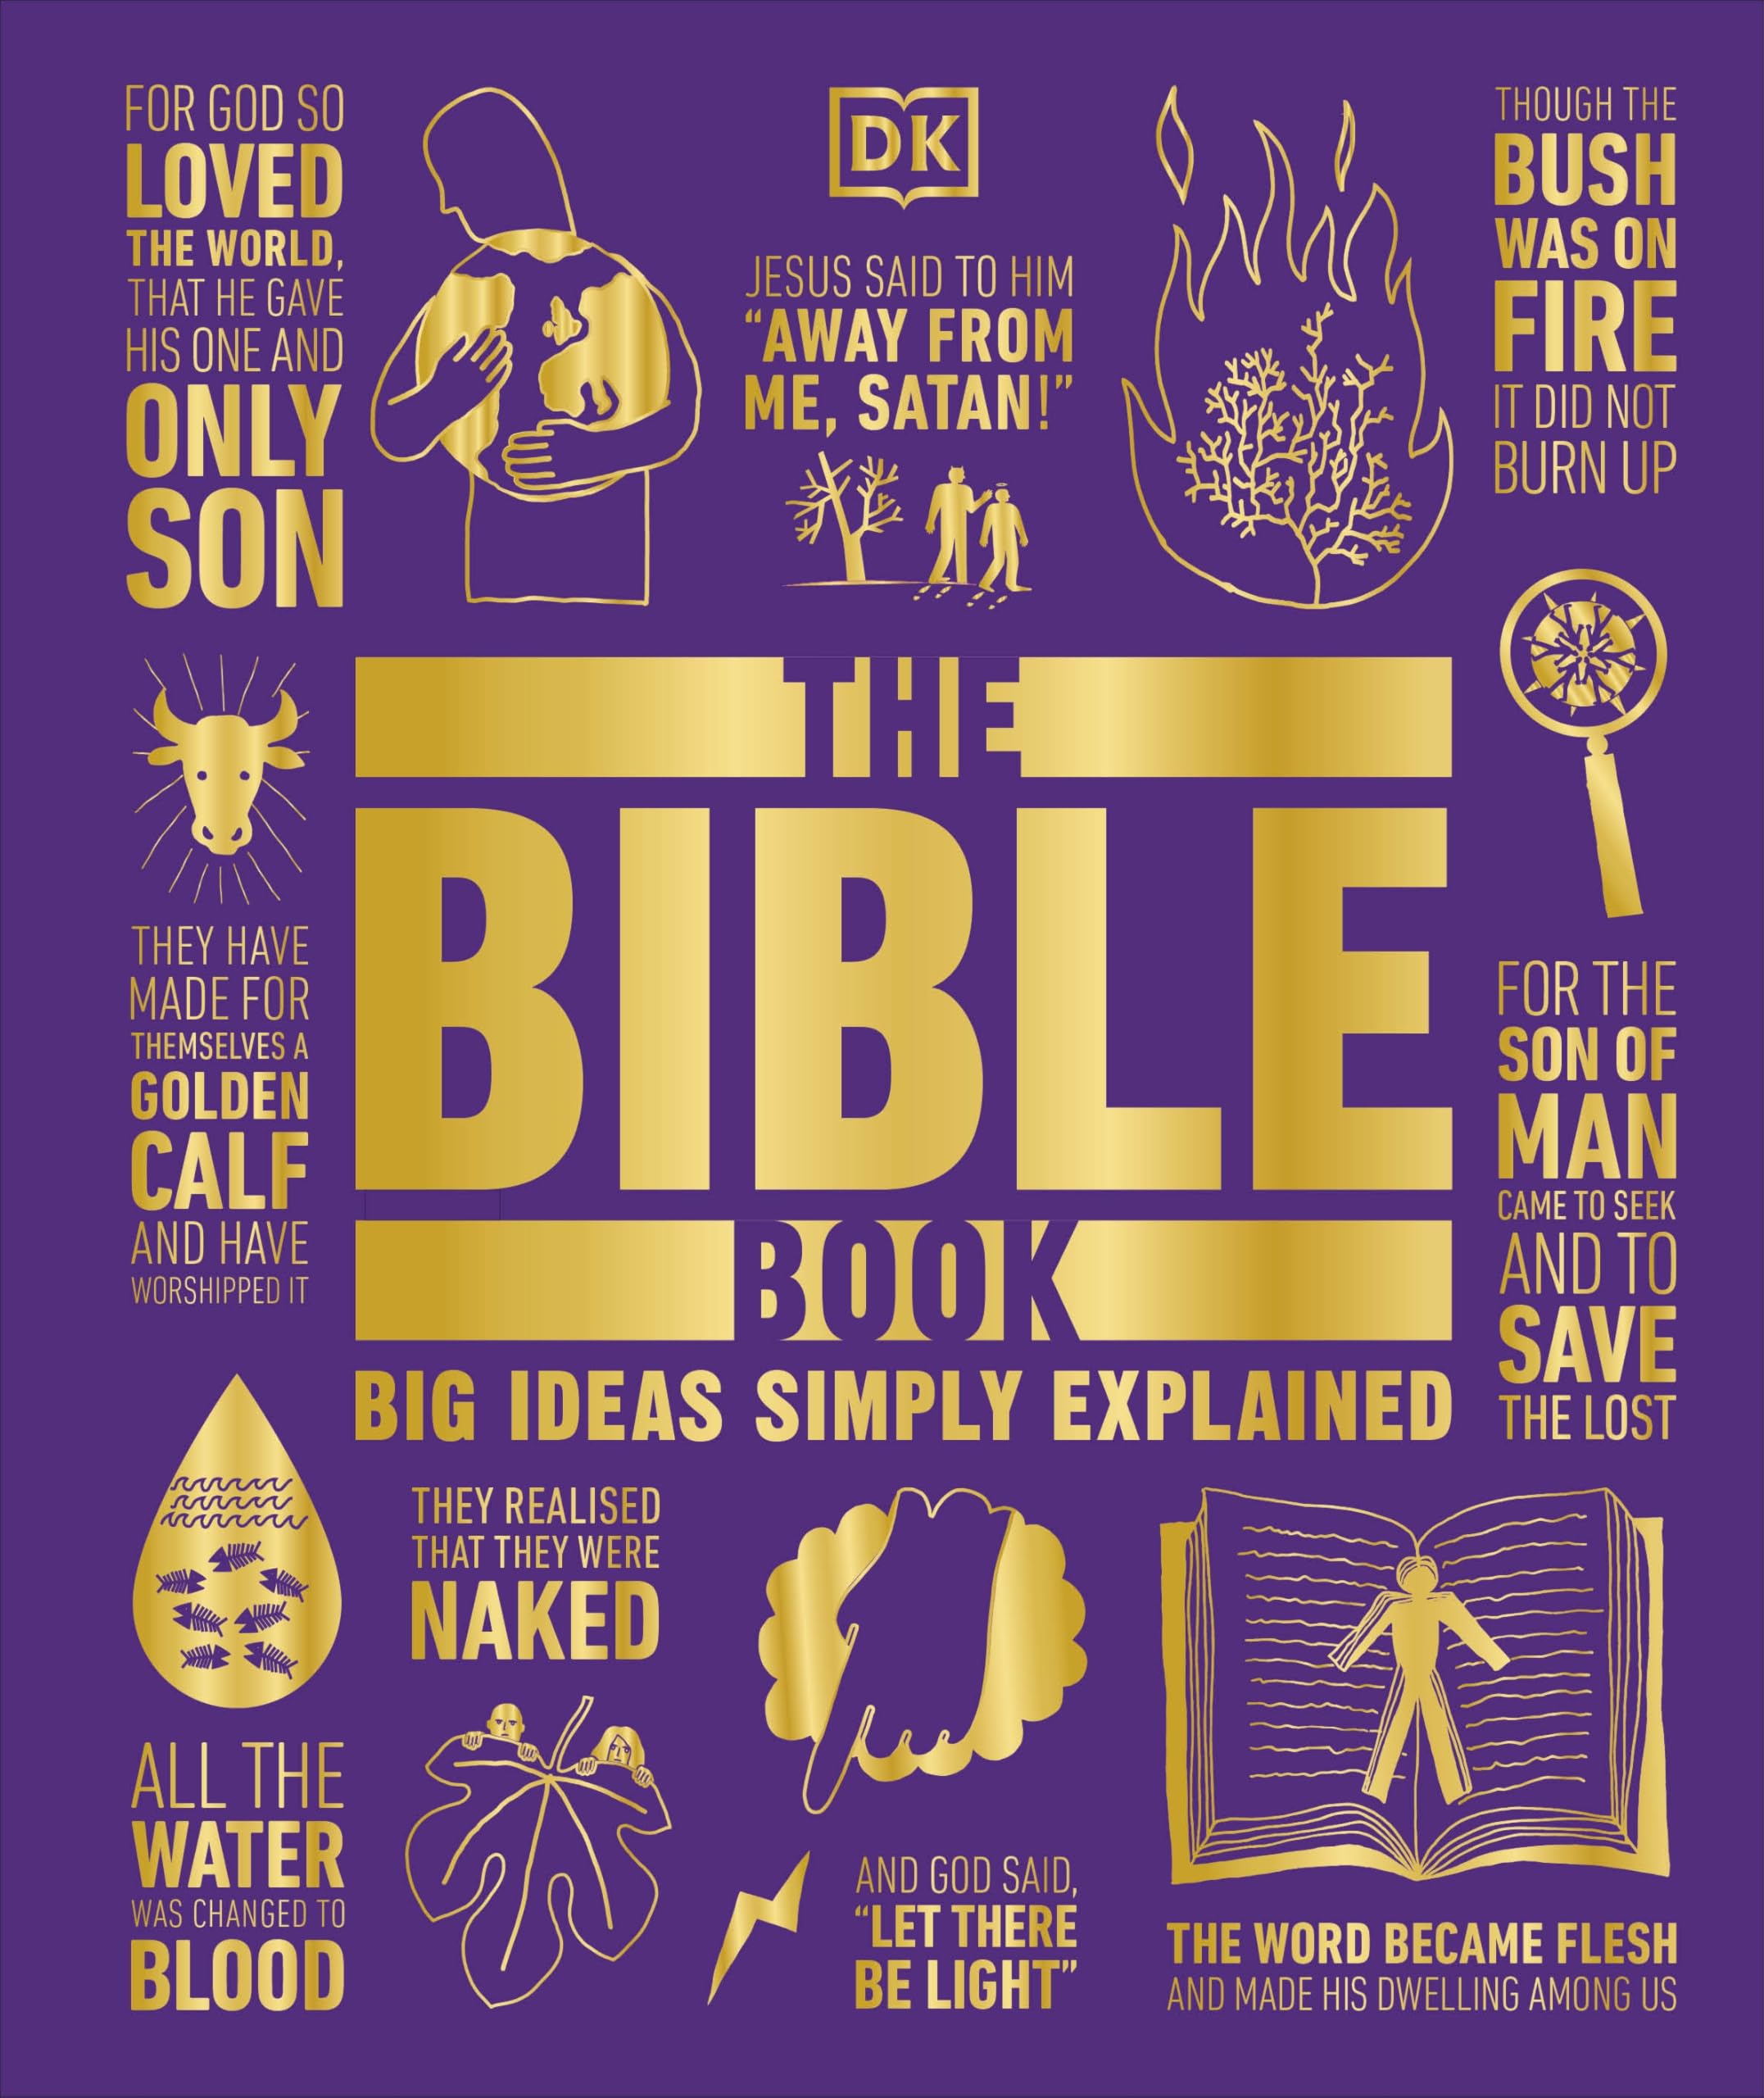 FOR GOD SO
LOVED
THE WORLD,
THAT HE GAVE
HIS ONE AND
ONLY
SON
DK
JESUS SAID TO HIM
“AWAY FROM
ME, SATAN!”
THOUGH THE
BUSH
WAS ON
FIRE
IT DID NOT
BURN UP
THE
BIBLE
BOOK
BIG IDEAS SIMPLY EXPLAINED
THEY HAVE
MADE FOR
THEMSELVES A
GOLDEN
CALF
AND HAVE
WORSHIPPED IT
FOR THE
SON OF
MAN
CAME TO SEEK
AND TO
SAVE
THE LOST
ALL THE
WATER
WAS CHANGED TO
BLOOD
THEY REALISED
THAT THEY WERE
NAKED
AND GOD SAID,
“LET THERE
BE LIGHT”
THE WORD BECAME FLESH
AND MADE HIS DWELLING AMONG US